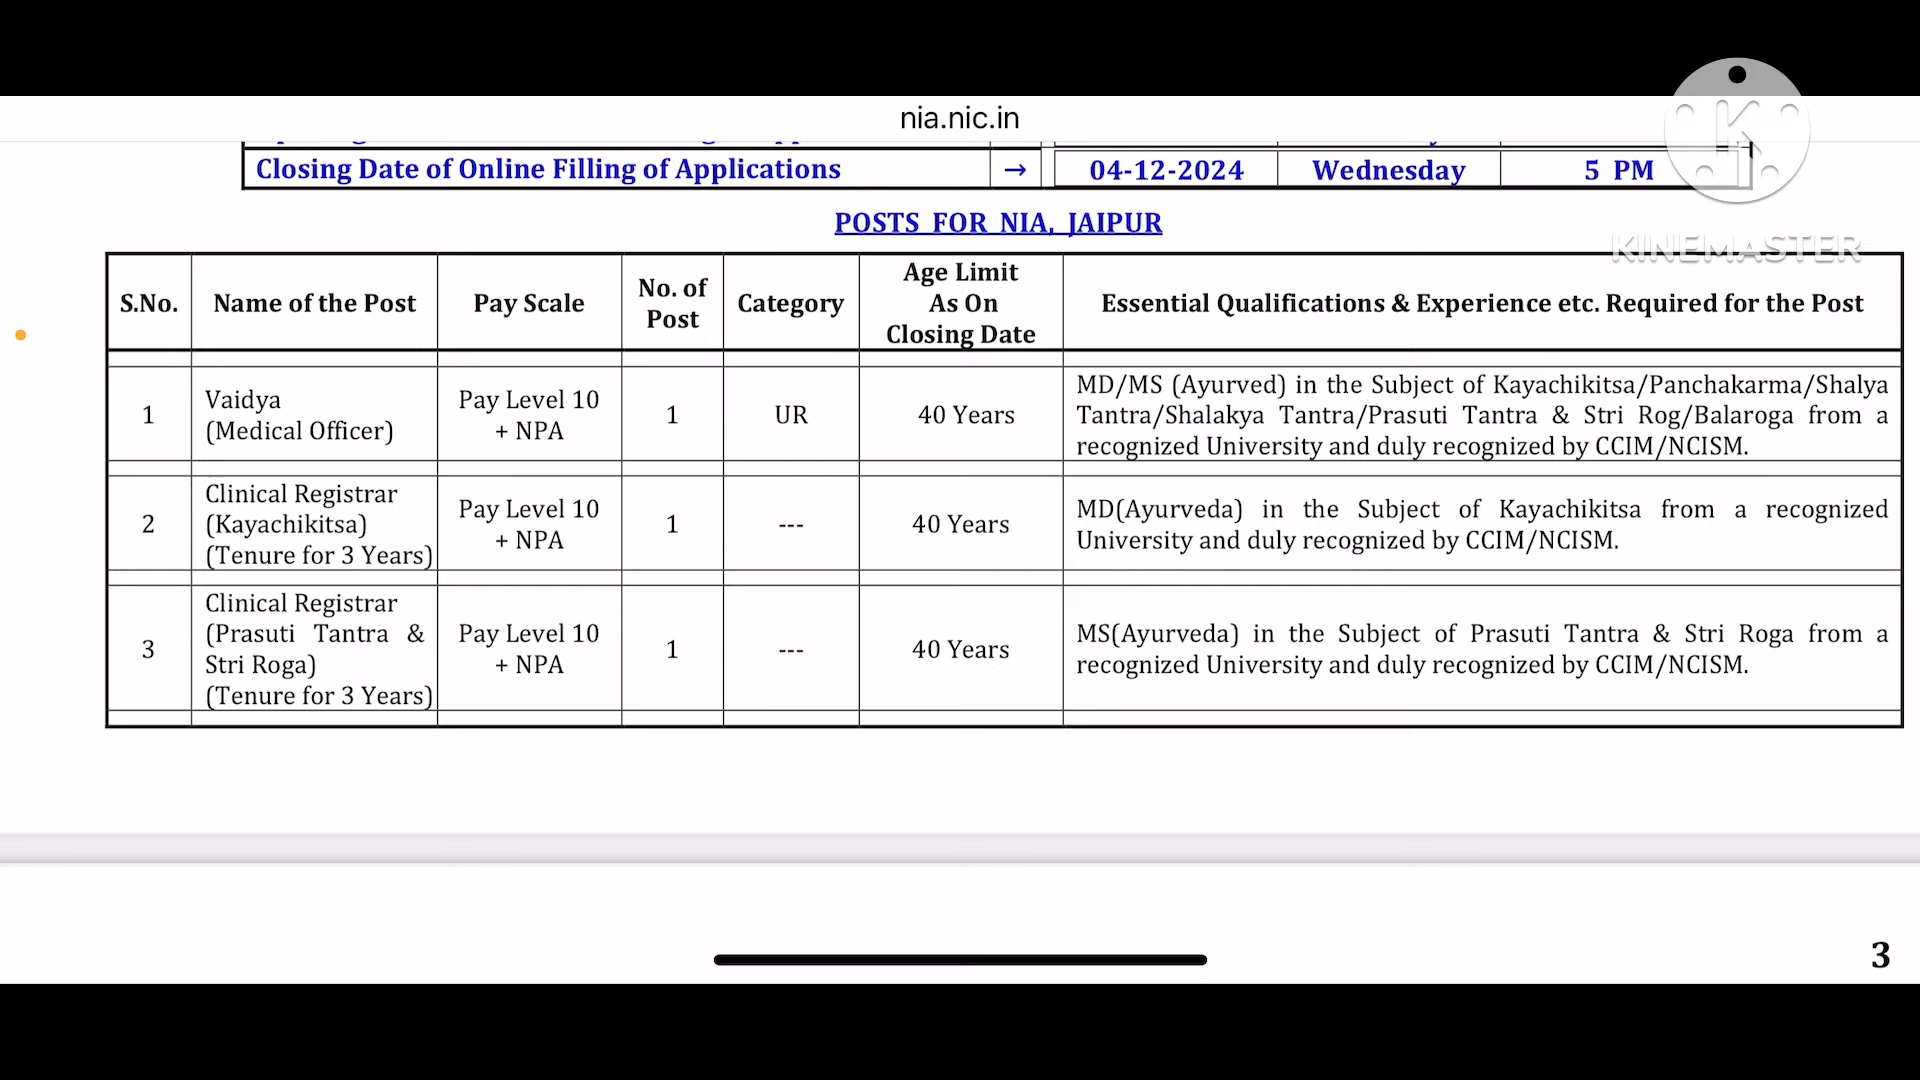 nia.nic.in
Closing Date of Online Filling of Applications → 04-12-2024 Wednesday 5 PM
POSTS FOR NIA, JAIPUR
S.No. Name of the Post Pay Scale No. of Post Category Age Limit As On Closing Date Essential Qualifications & Experience etc. Required for the Post
1 Vaidya (Medical Officer) Pay Level 10 + NPA 1 UR 40 Years MD/MS (Ayurved) in the Subject of Kayachikitsa/Panchakarma/Shalya
Tantra/Shalakya Tantra/Prasuti Tantra & Stri Rog/Balaroga from a
recognized University and duly recognized by CCIM/NCISM.
2 Clinical Registrar (Kayachikitsa) (Tenure for 3 Years) Pay Level 10 + NPA 1 --- 40 Years MD(Ayurveda) in the Subject of Kayachikitsa from a recognized
University and duly recognized by CCIM/NCISM.
3 Clinical Registrar (Prasuti Tantra & Stri Roga) (Tenure for 3 Years) Pay Level 10 + NPA 1 --- 40 Years MS(Ayurveda) in the Subject of Prasuti Tantra & Stri Roga from a
recognized University and duly recognized by CCIM/NCISM.
3
K
KINEMASTER